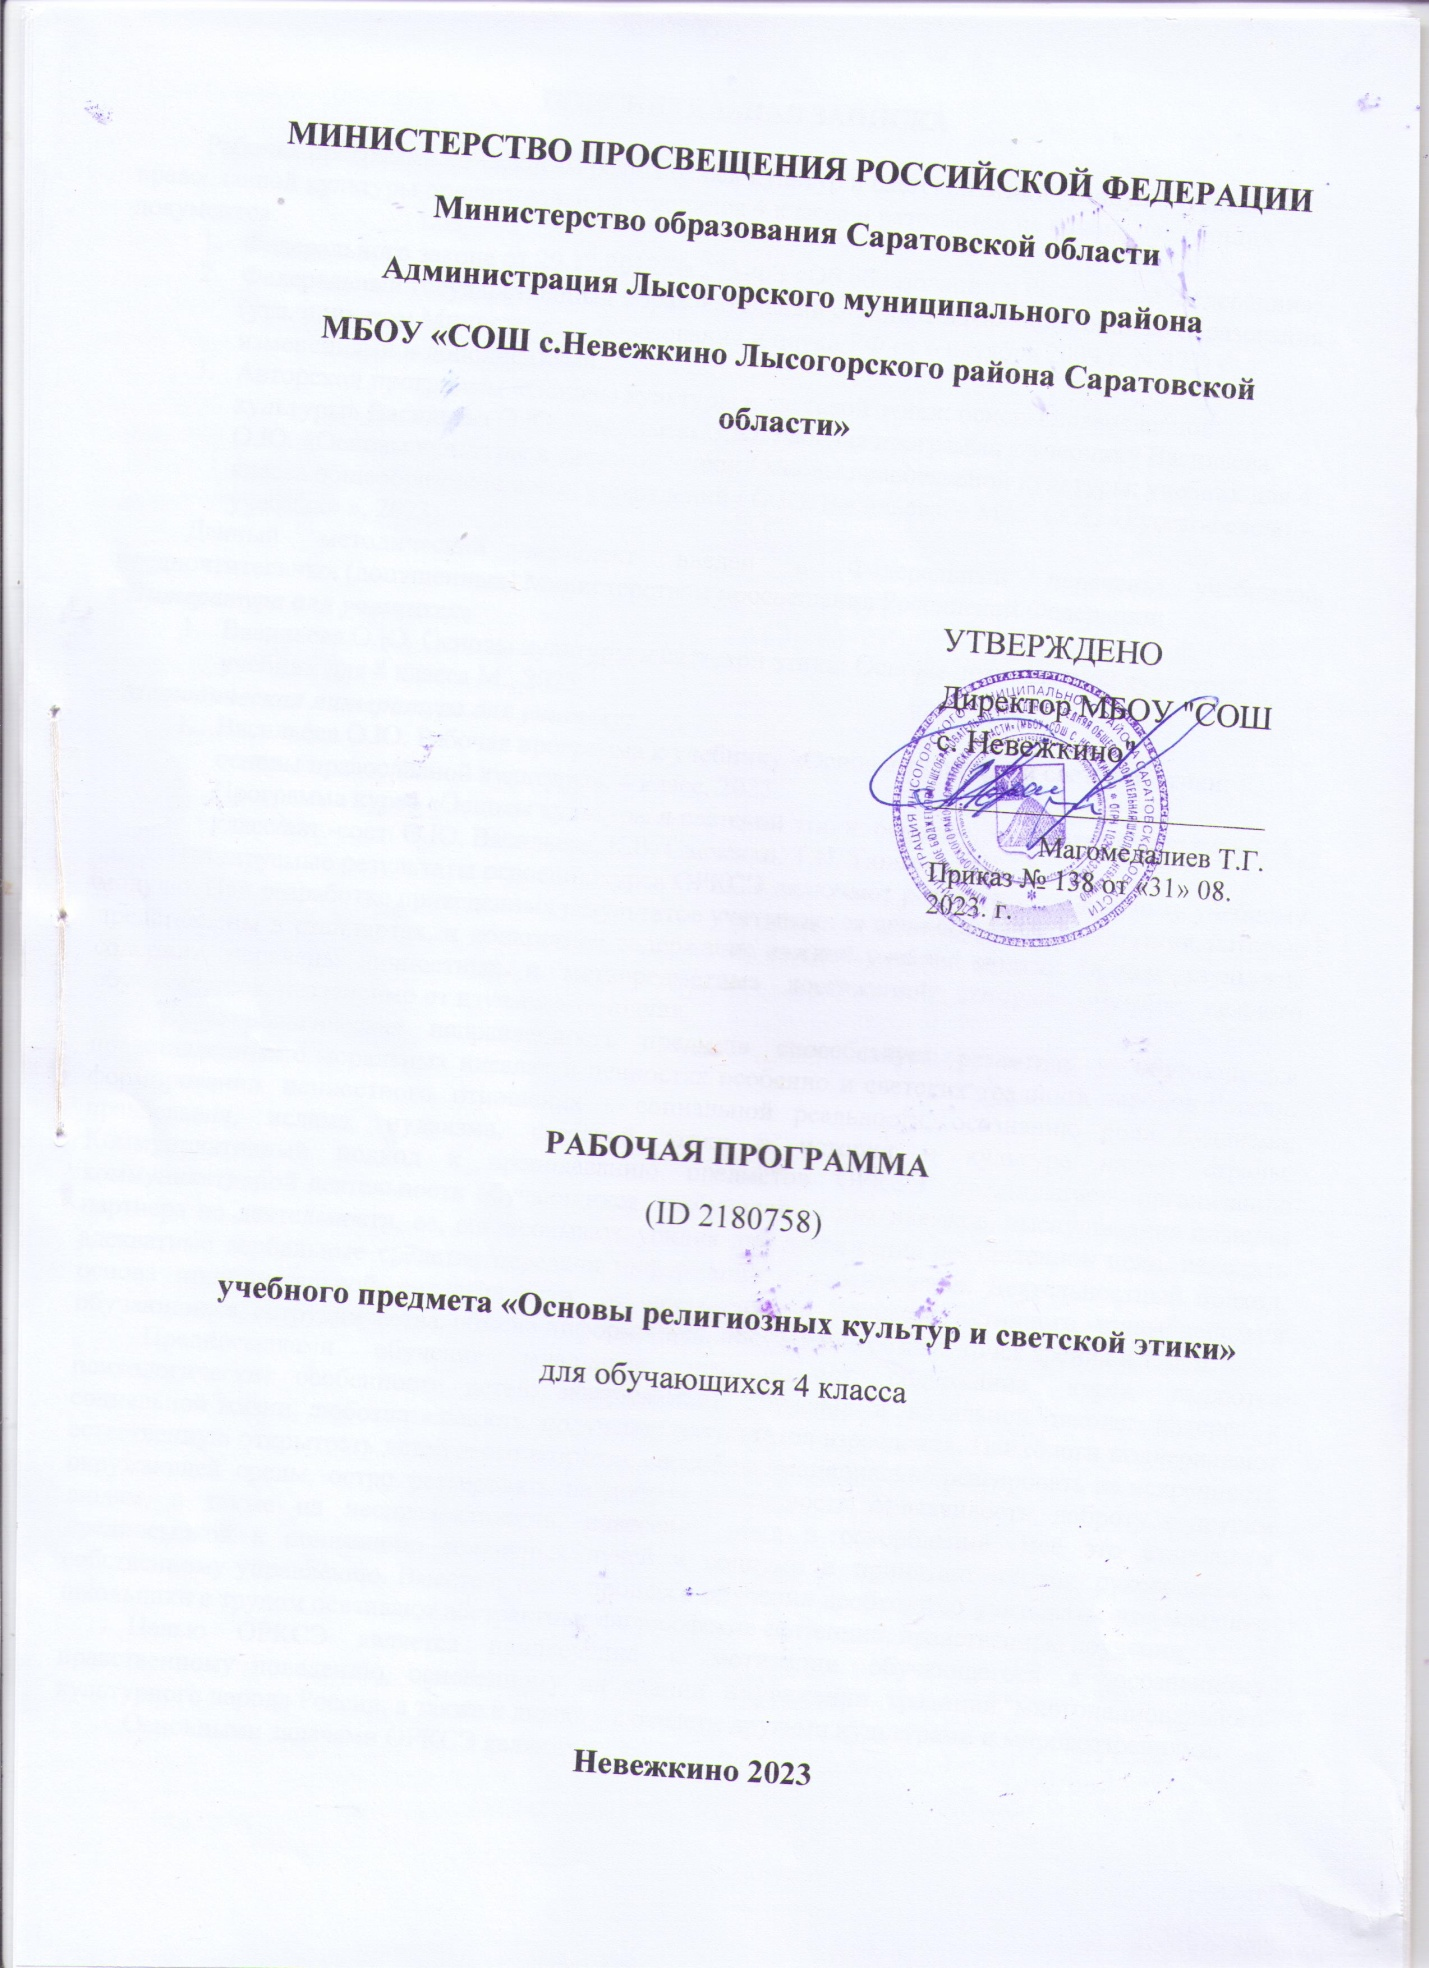 МИНИСТЕРСТВО ПРОСВЕЩЕНИЯ РОССИЙСКОЙ ФЕДЕРАЦИИ
Министерство образования Саратовской области
Администрация Лысогорского муниципального района
МБОУ «СОШ с.Невежкино Лысогорского района Саратовской
области»
УТВЕРЖДЕНО
Директор МБОУ "СОШ
с. Невежкино"
Магомедалиев Т.Г.
Приказ № 138 от «31» 08.
2023. г.
РАБОЧАЯ ПРОГРАММА
(ID 2180758)
учебного предмета «Основы религиозных культур и светской этики»
для обучающихся 4 класса
Невежкино 2023